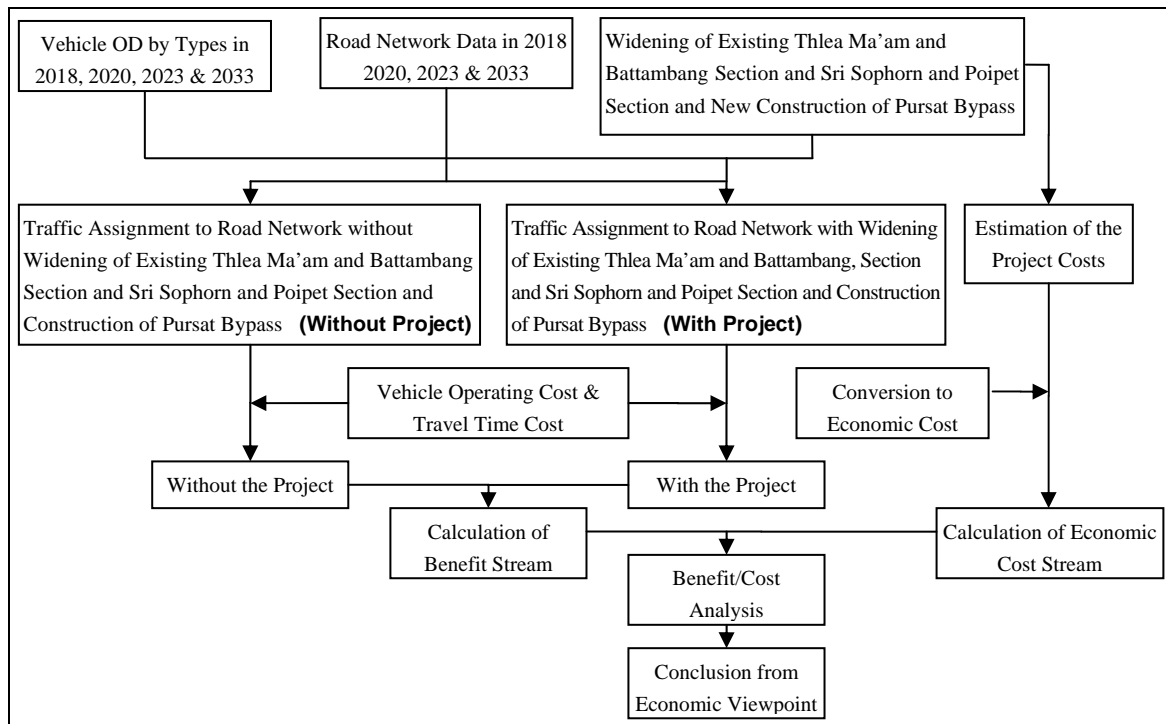 Vehicle OD by Types in
2018, 2020, 2023 & 2033
Road Network Data in 2018
2020, 2023 & 2033
Widening of Existing Thlea Ma’am and
Battambang Section and Sri Sophorn and Poipet
Section and New Construction of Pursat Bypass
Traffic Assignment to Road Network without
Widening of Existing Thlea Ma’am and Battambang
Section and Sri Sophorn and Poipet Section and
Construction of Pursat Bypass (Without Project)
Traffic Assignment to Road Network with Widening
of Existing Thlea Ma’am and Battambang, Section
and Sri Sophorn and Poipet Section and Construction
of Pursat Bypass (With Project)
Estimation of the
Project Costs
Vehicle Operating Cost &
Travel Time Cost
Conversion to
Economic Cost
Without the Project
With the Project
Calculation of
Benefit Stream
Calculation of Economic
Cost Stream
Benefit/Cost
Analysis
Conclusion from
Economic Viewpoint